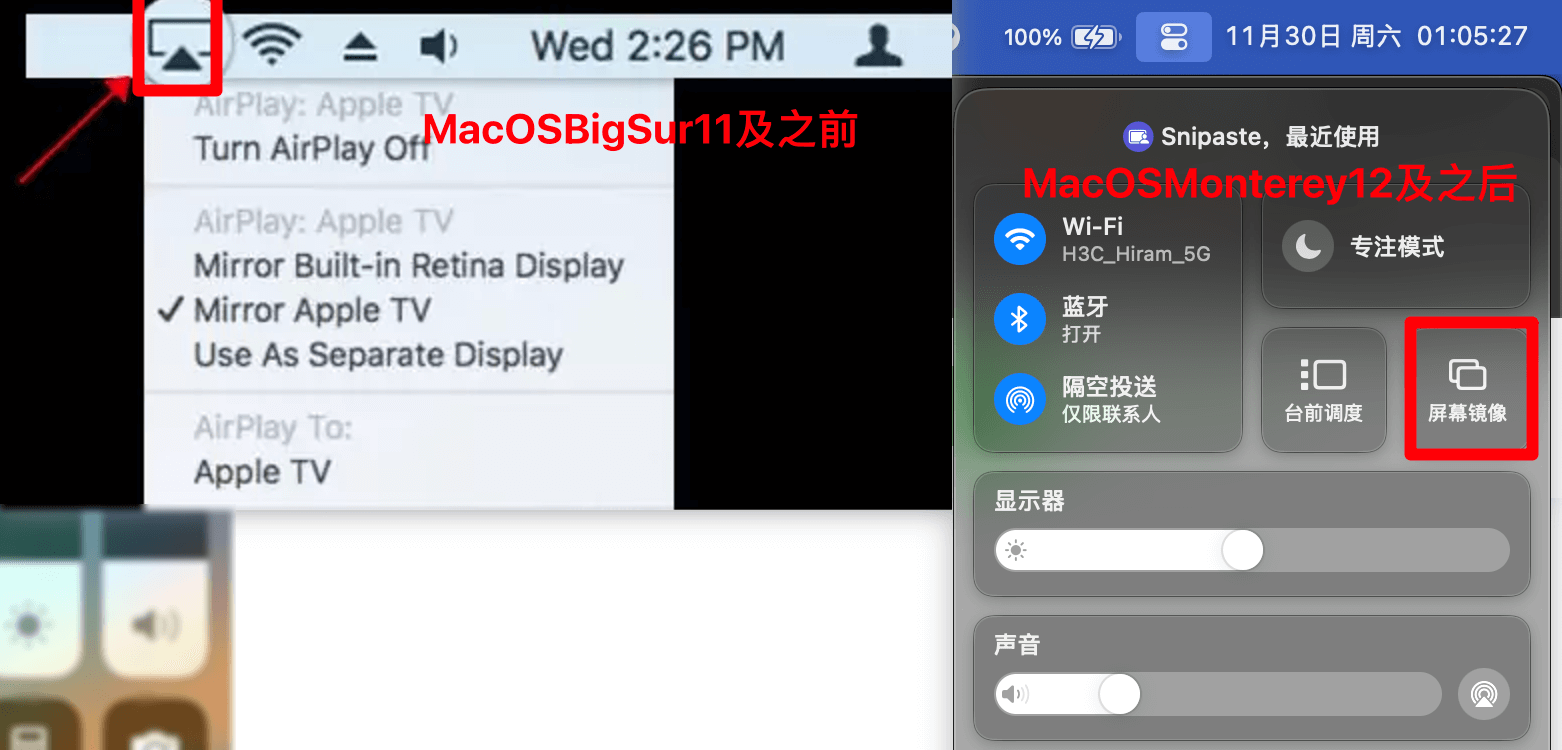 Wed 2:26 PM
AirPlay: Apple TV
Turn AirPlay Off
MacOSBigSur11及之前
AirPlay: Apple TV
Mirror Built-in Retina Display
✓ Mirror Apple TV
Use As Separate Display
AirPlay To:
Apple TV
100% 11月30日 周六 01:05:27
Snipaste，最近使用
MacOSMonterey12及之后
Wi-Fi
H3C_Hiram_5G
专注模式
蓝牙
打开
隔空投送
仅限联系人
台前调度
屏幕镜像
显示器
声音